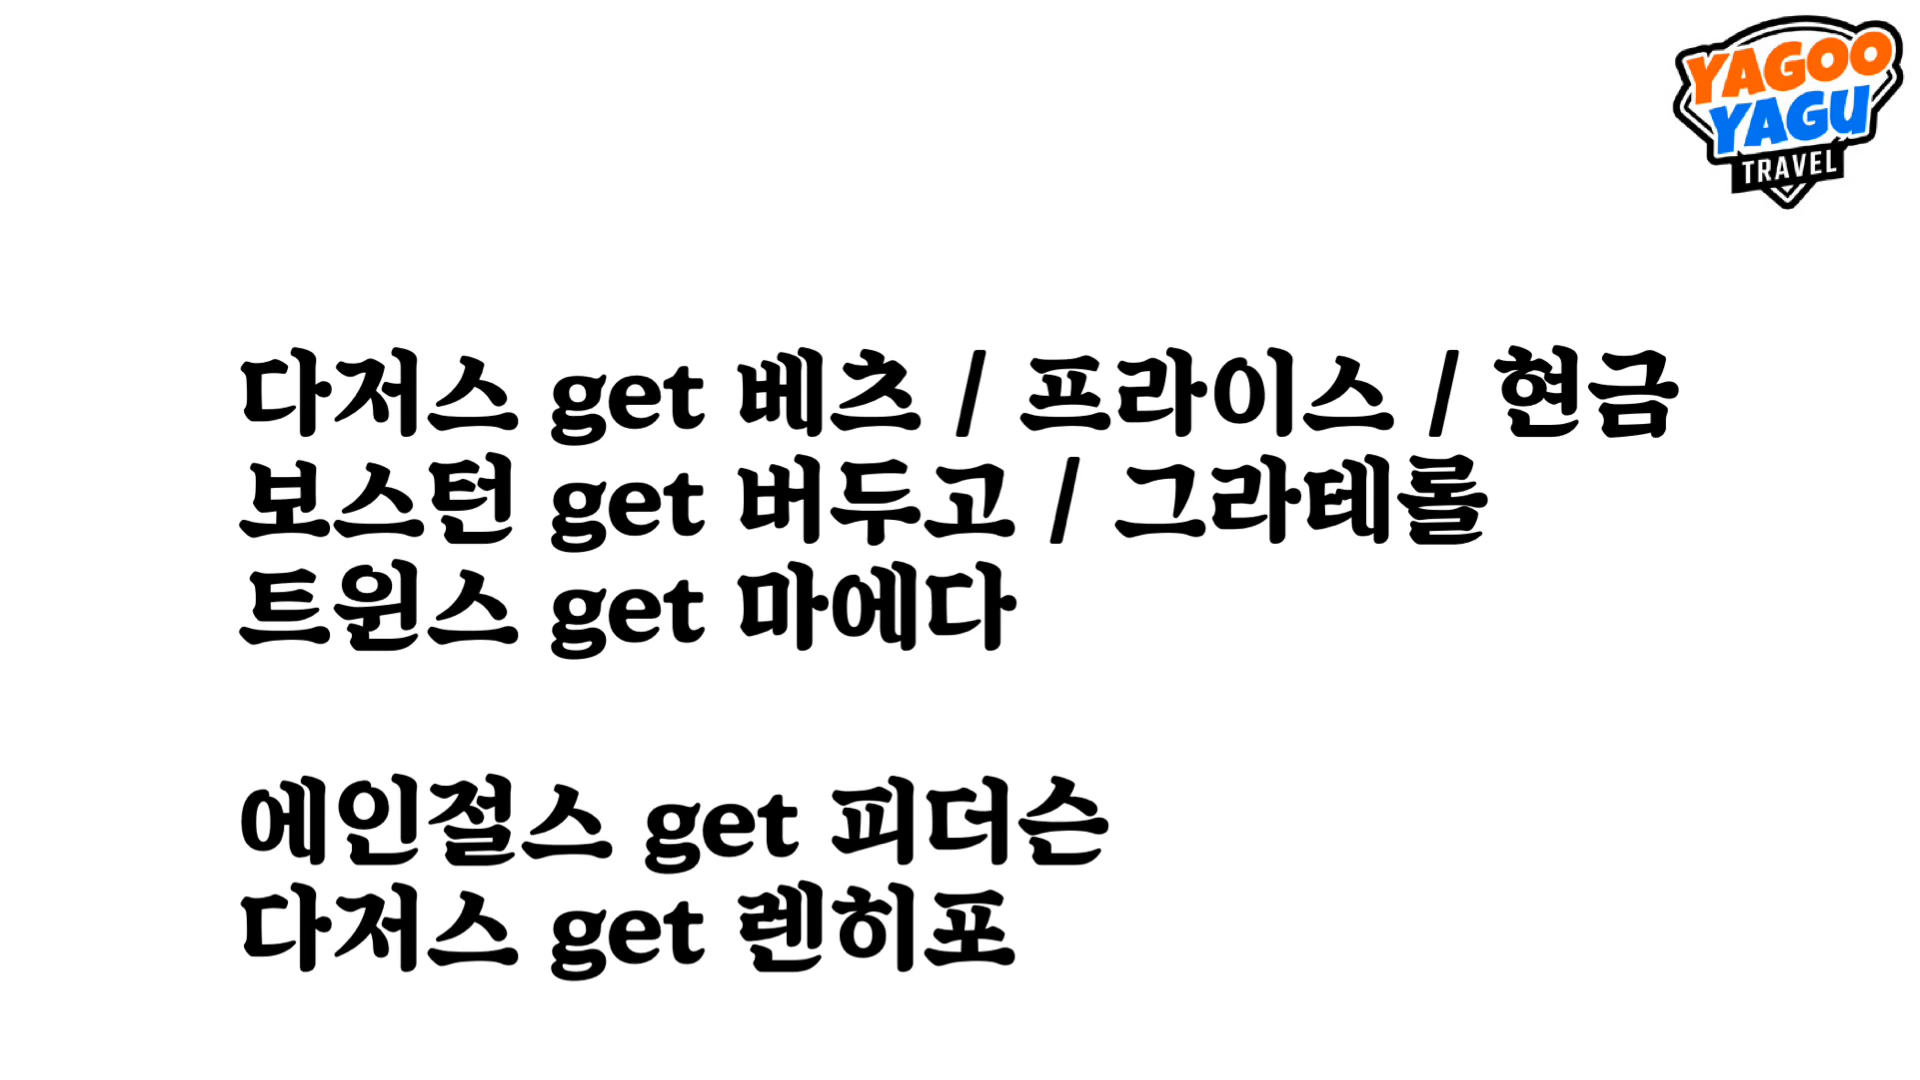 YAGOO
YAGU
TRAVEL
다저스 get 베츠 / 프라이스 / 현금
보스턴 get 버두고 / 그라테롤
트윈스 get 마에다
에인절스 get 피더슨
다저스 get 렌히포